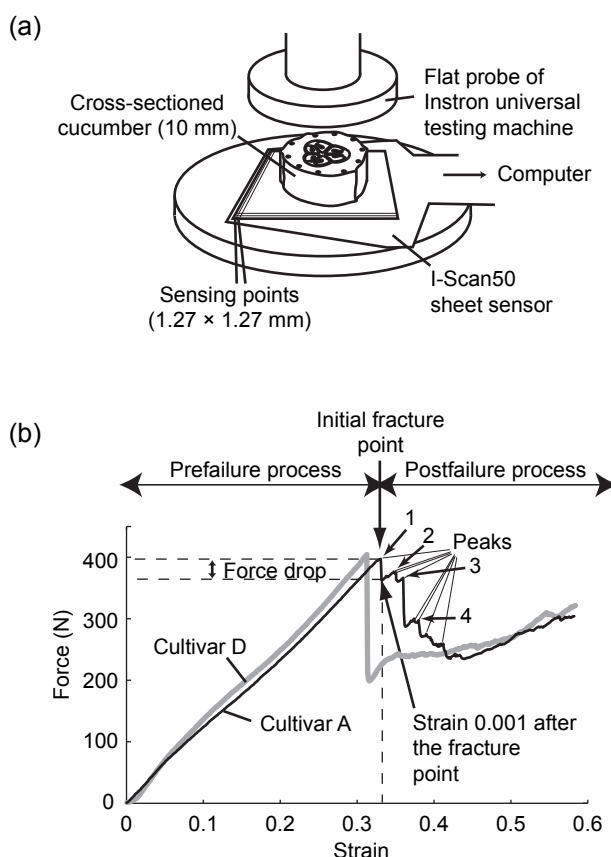 (a)
Flat probe of
Instron universal
testing machine
Cross-sectioned
cucumber (10 mm)
Computer
I-Scan50
sheet sensor
Sensing points
(1.27 × 1.27 mm)
(b)
Initial fracture
point
Prefailure process
Postfailure process
1
2
Peaks
3
4
Force drop
Cultivar D
Cultivar A
Strain 0.001 after
the fracture
point
Force (N)
400
300
200
100
0
0
0.1
0.2
0.3
0.4
0.5
0.6
Strain